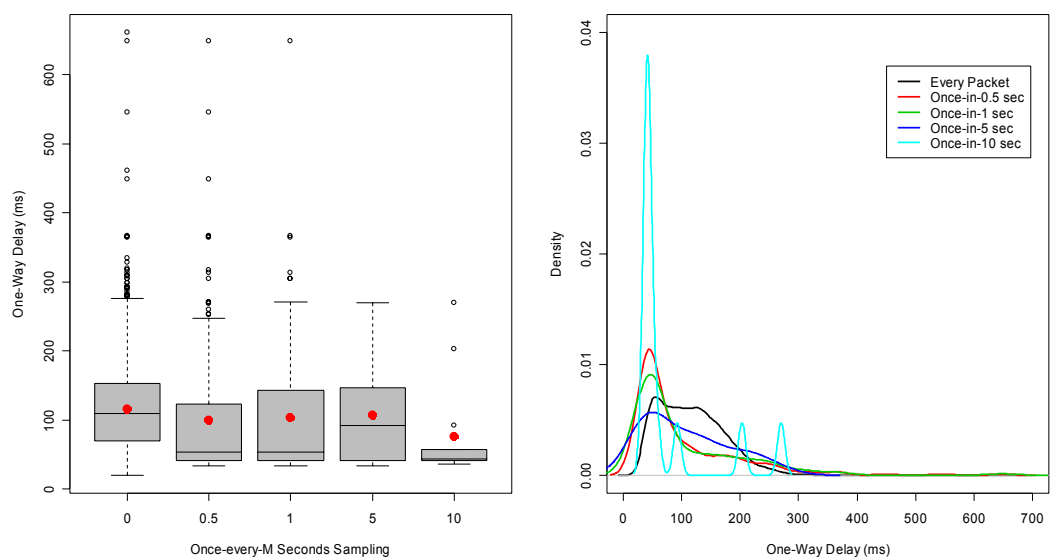 600
500
400
300
200
100
0
One-Way Delay (ms)
0 0.5 1 5 10
Once-every-M Seconds Sampling
0.04
0.03
0.02
0.01
0.00
Density
Every Packet
Once-in-0.5 sec
Once-in-1 sec
Once-in-5 sec
Once-in-10 sec
0 100 200 300 400 500 600 700
One-Way Delay (ms)